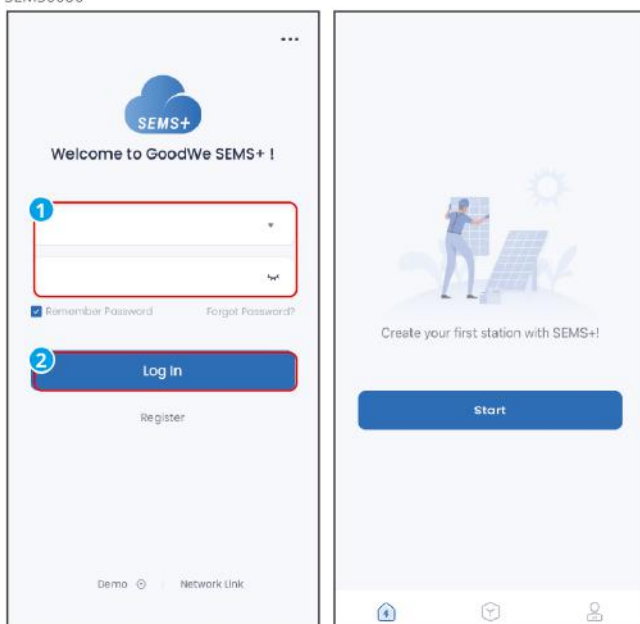 SEMS+
Welcome to GoodWe SEMS+ !
1
Remember Password Forgot Password?
2
Log In
Register
Demo Network Link
Create your first station with SEMS+!
Start